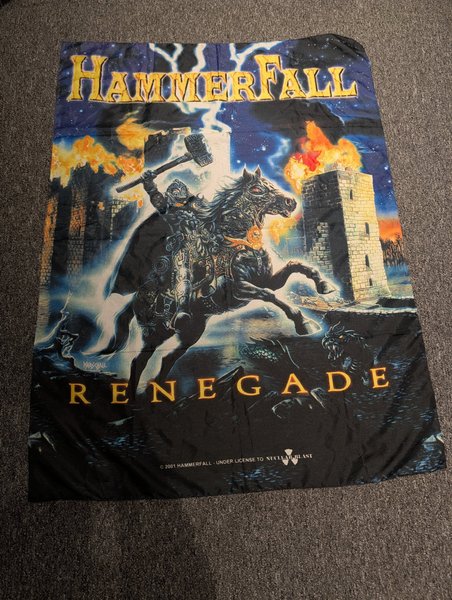 HAMMERFALL
RENEGADE
© 2001 HAMMERFALL - UNDER LICENSE TO NUCLEAR BLAST